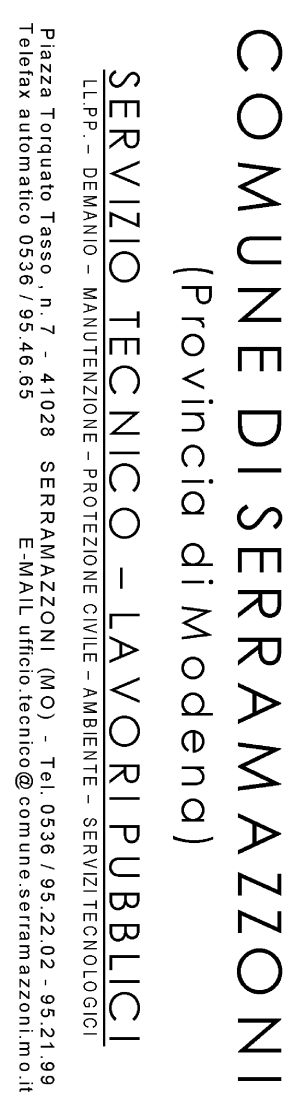 COMUNE DI SERRAMAZZONI
(Provincia di Modena)
SERVIZIO TECNICO – LAVORI PUBBLICI
LL.PP. – DEMANIO – MANUTENZIONE – PROTEZIONE CIVILE – AMBIENTE – SERVIZI TECNOLOGICI
Piazza Torquato Tasso, n. 7 - 41028 SERRAMAZZONI (MO) - Tel. 0536 / 95.22.02 - 95.21.99
Telefax automatico 0536 / 95.46.65 E-MAIL ufficio.tecnico@comune.serramazzoni.mo.it